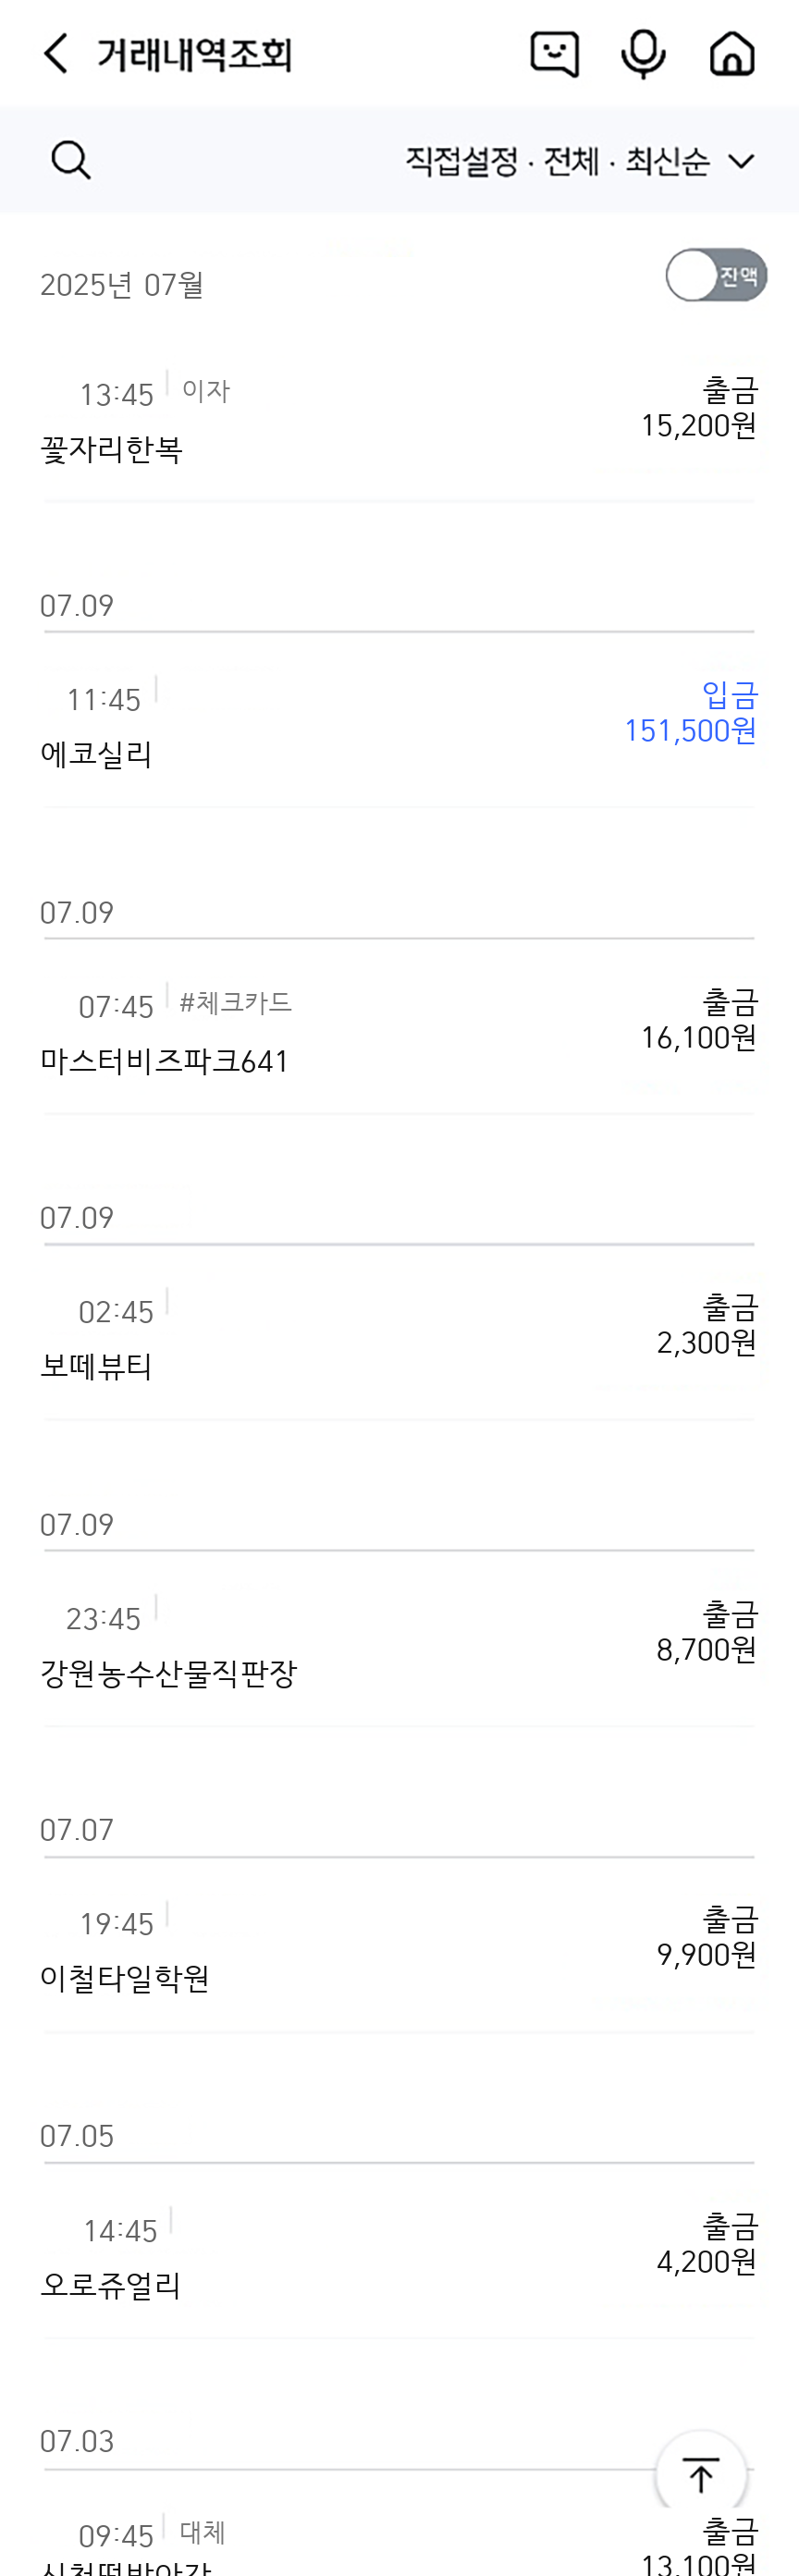 거래내역조회
직접설정 · 전체 · 최신순
2025년 07월
잔액
13:45 이자
출금
15,200원
꽃자리한복
07.09
11:45
입금
151,500원
에코실리
07.09
07:45 #체크카드
출금
16,100원
마스터비즈파크641
07.09
02:45
출금
2,300원
보떼뷰티
07.09
23:45
출금
8,700원
강원농수산물직판장
07.07
19:45
출금
9,900원
이철타일학원
07.05
14:45
출금
4,200원
오로쥬얼리
07.03
09:45 대체
출금
13,100원